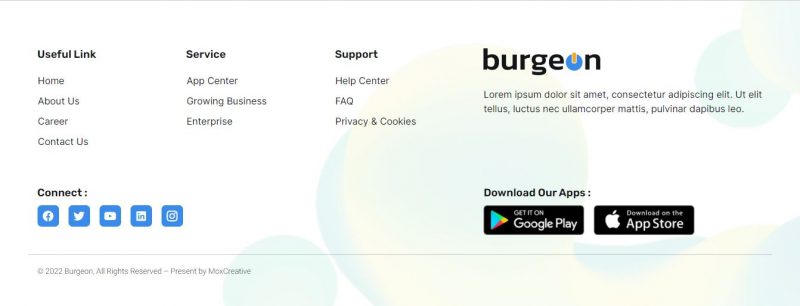 Useful Link
Home
About Us
Career
Contact Us
Service
App Center
Growing Business
Enterprise
Support
Help Center
FAQ
Privacy & Cookies
burgeon
Lorem ipsum dolor sit amet, consectetur adipiscing elit. Ut elit
tellus, luctus nec ullamcorper mattis, pulvinar dapibus leo.
Connect :
Download Our Apps :
GET IT ON
Google Play
Download on the
App Store
© 2022 Burgeon, All Rights Reserved – Present by MoxCreative